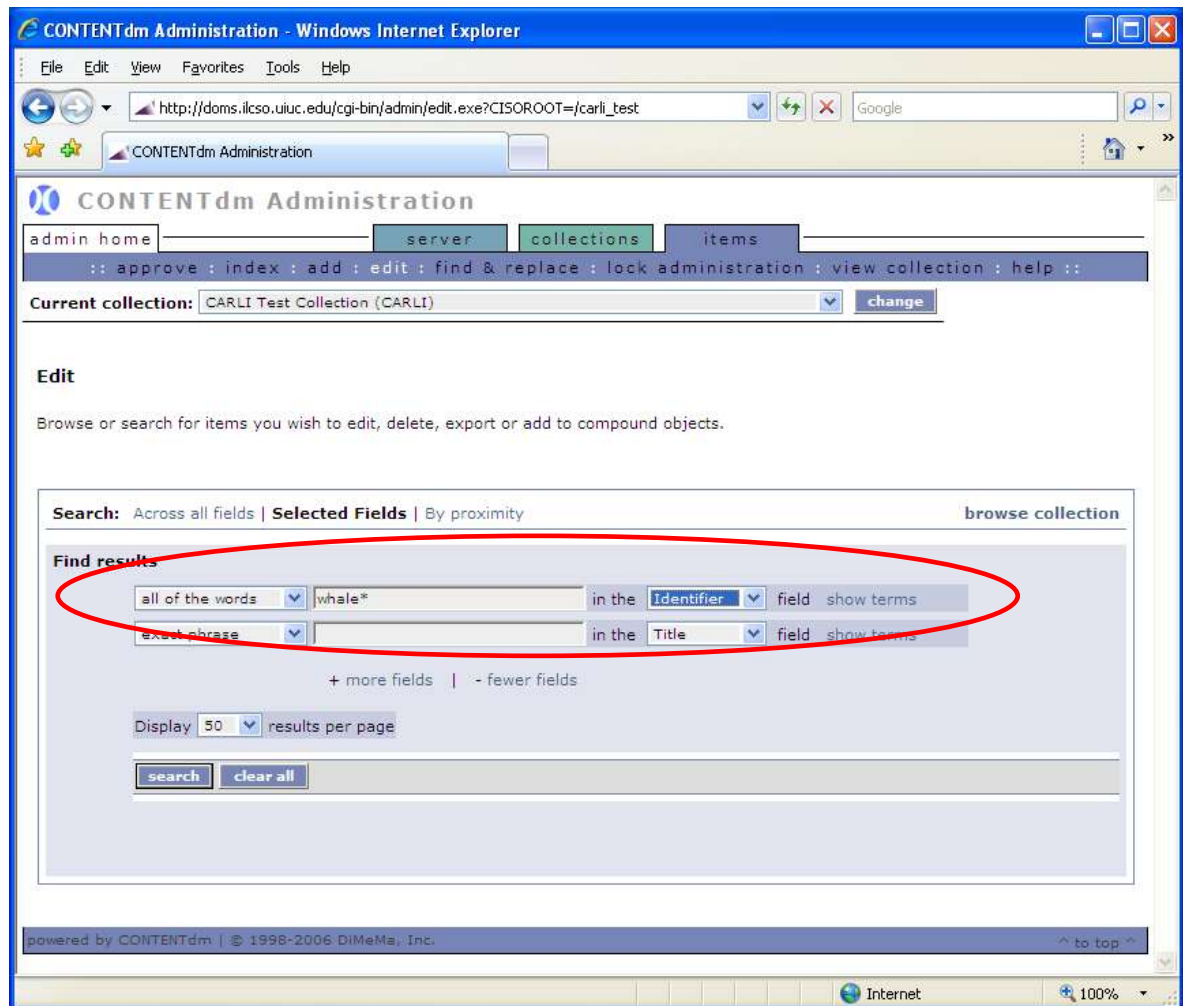 CONTENTdm Administration - Windows Internet Explorer
File Edit View Favorites Tools Help
http://doms.ilcso.uiuc.edu/cgi-bin/admin/edit.exe?CISOROOT=/carli_test Google
CONTENTdm Administration
CONTENTdm Administration
admin home server collections items
:: approve : index : add : edit : find & replace : lock administration : view collection : help ::
Current collection: CARLI Test Collection (CARLI) change
Edit
Browse or search for items you wish to edit, delete, export or add to compound objects.
Search: Across all fields | Selected Fields | By proximity browse collection
Find results
all of the words whale* in the Identifier field show terms
exact phrase in the Title field show terms
+ more fields | - fewer fields
Display 50 results per page
search clear all
powered by CONTENTdm | © 1998-2006 DiMeMa, Inc. ^ to top ^
Internet 100%